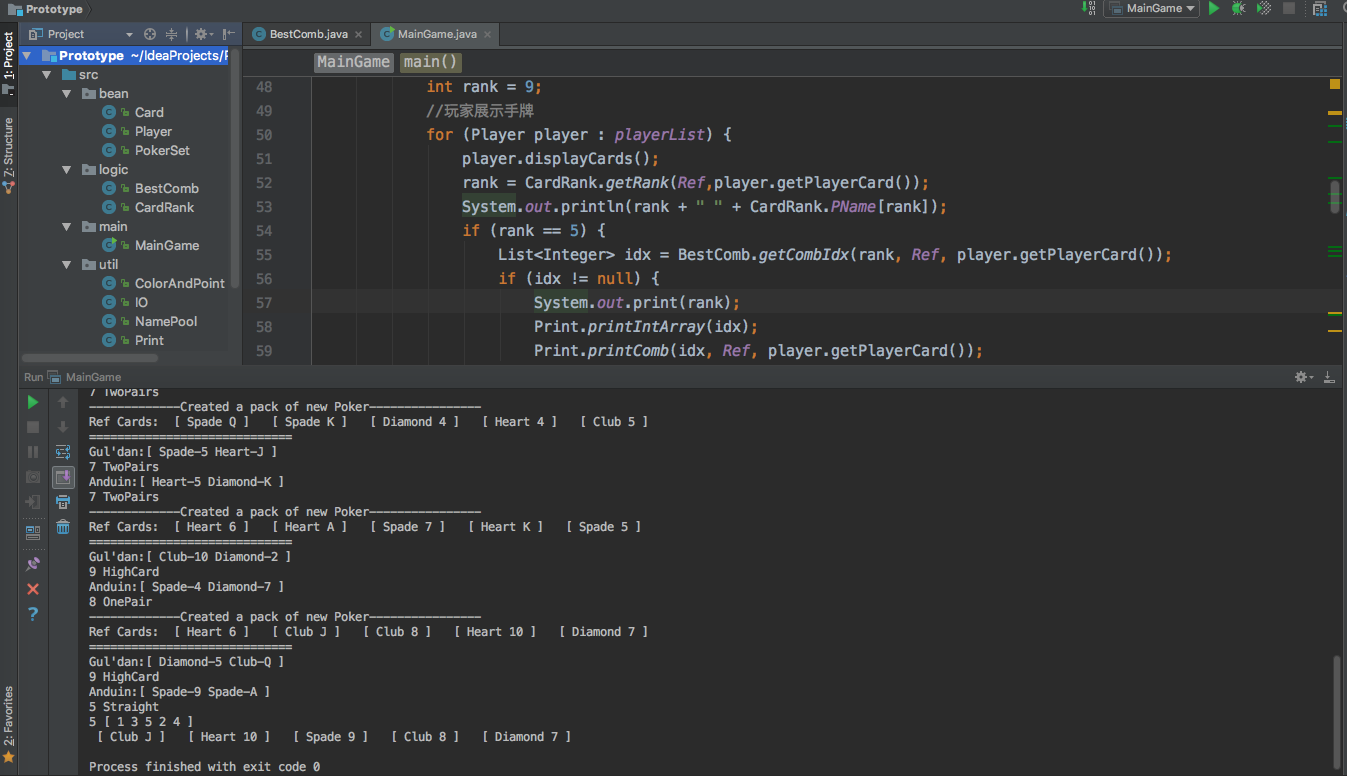 Prototype
MainGame
1: Project
Z: Structure
2: Favorites
Project
Prototype ~/IdeaProjects/
src
bean
Card
Player
PokerSet
logic
BestComb
CardRank
main
MainGame
util
ColorAndPoint
IO
NamePool
Print
BestComb.java
MainGame.java
MainGame main()
48 int rank = 9;
49 //玩家展示手牌
50 for (Player player : playerList) {
51 player.displayCards();
52 rank = CardRank.getRank(Ref,player.getPlayerCard());
53 System.out.println(rank + " " + CardRank.PName[rank]);
54 if (rank == 5) {
55 List<Integer> idx = BestComb.getCombIdx(rank, Ref, player.getPlayerCard());
56 if (idx != null) {
57 System.out.print(rank);
58 Print.printIntArray(idx);
59 Print.printComb(idx, Ref, player.getPlayerCard());
Run MainGame
7 TwoPairs
-------------Created a pack of new Poker----------------
Ref Cards: [ Spade Q ] [ Spade K ] [ Diamond 4 ] [ Heart 4 ] [ Club 5 ]
=============================
Gul'dan:[ Spade-5 Heart-J ]
7 TwoPairs
Anduin:[ Heart-5 Diamond-K ]
7 TwoPairs
-------------Created a pack of new Poker----------------
Ref Cards: [ Heart 6 ] [ Heart A ] [ Spade 7 ] [ Heart K ] [ Spade 5 ]
=============================
Gul'dan:[ Club-10 Diamond-2 ]
9 HighCard
Anduin:[ Spade-4 Diamond-7 ]
8 OnePair
-------------Created a pack of new Poker----------------
Ref Cards: [ Heart 6 ] [ Club J ] [ Club 8 ] [ Heart 10 ] [ Diamond 7 ]
=============================
Gul'dan:[ Diamond-5 Club-Q ]
9 HighCard
Anduin:[ Spade-9 Spade-A ]
5 Straight
5 [ 1 3 5 2 4 ]
[ Club J ] [ Heart 10 ] [ Spade 9 ] [ Club 8 ] [ Diamond 7 ]
Process finished with exit code 0